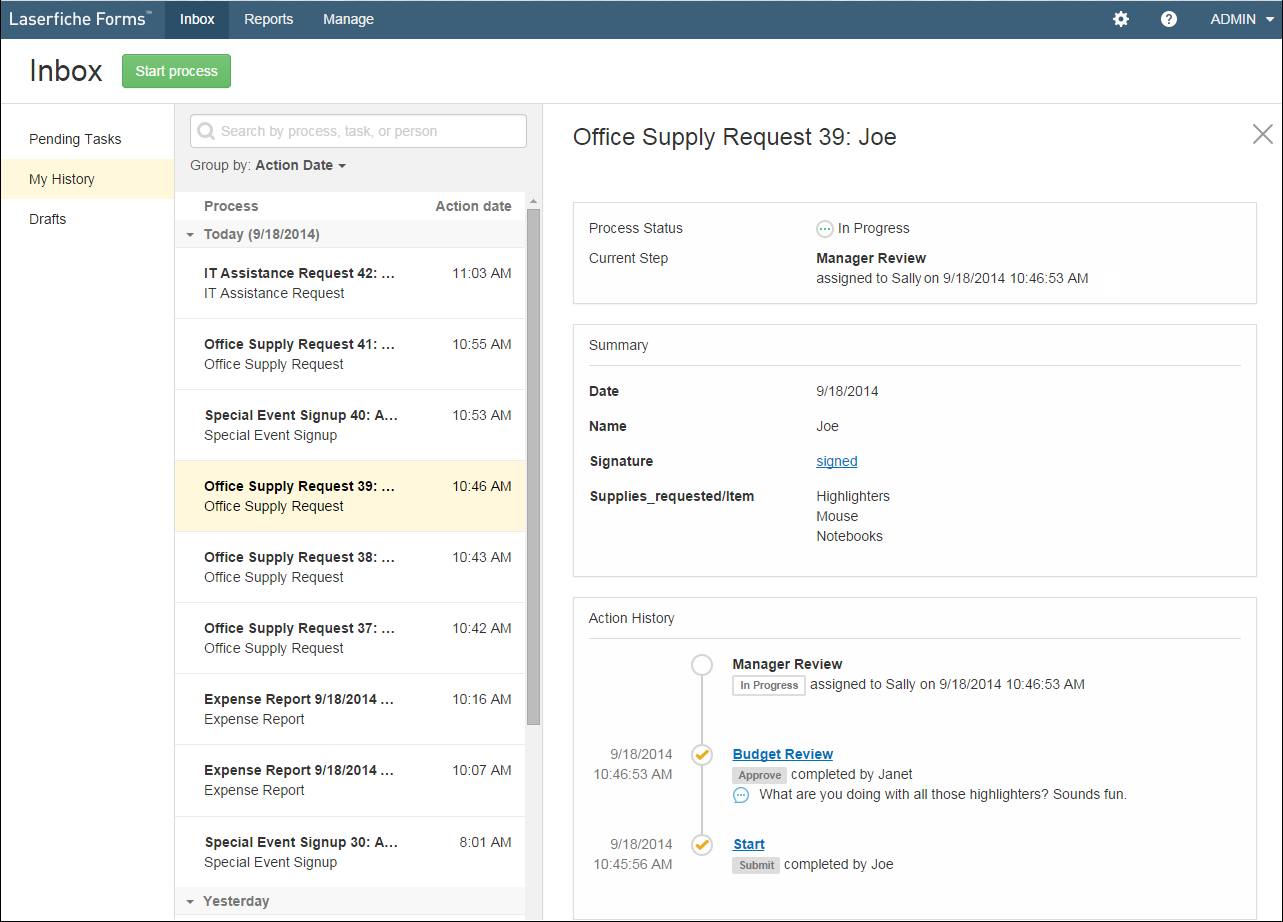 Laserfiche Forms™ Inbox Reports Manage ADMIN
Inbox Start process
Pending Tasks
My History
Drafts
Search by process, task, or person
Group by: Action Date
Process Action date
Today (9/18/2014)
IT Assistance Request 42: ... 11:03 AM
IT Assistance Request
Office Supply Request 41: ... 10:55 AM
Office Supply Request
Special Event Signup 40: A... 10:53 AM
Special Event Signup
Office Supply Request 39: ... 10:46 AM
Office Supply Request
Office Supply Request 38: ... 10:43 AM
Office Supply Request
Office Supply Request 37: ... 10:42 AM
Office Supply Request
Expense Report 9/18/2014 ... 10:16 AM
Expense Report
Expense Report 9/18/2014 ... 10:07 AM
Expense Report
Special Event Signup 30: A... 8:01 AM
Special Event Signup
Yesterday
Office Supply Request 39: Joe
Process Status In Progress
Current Step Manager Review
assigned to Sally on 9/18/2014 10:46:53 AM
Summary
Date 9/18/2014
Name Joe
Signature signed
Supplies_requested/Item Highlighters
Mouse
Notebooks
Action History
Manager Review
In Progress assigned to Sally on 9/18/2014 10:46:53 AM
9/18/2014 Budget Review
10:46:53 AM Approve completed by Janet
What are you doing with all those highlighters? Sounds fun.
9/18/2014 Start
10:45:56 AM Submit completed by Joe